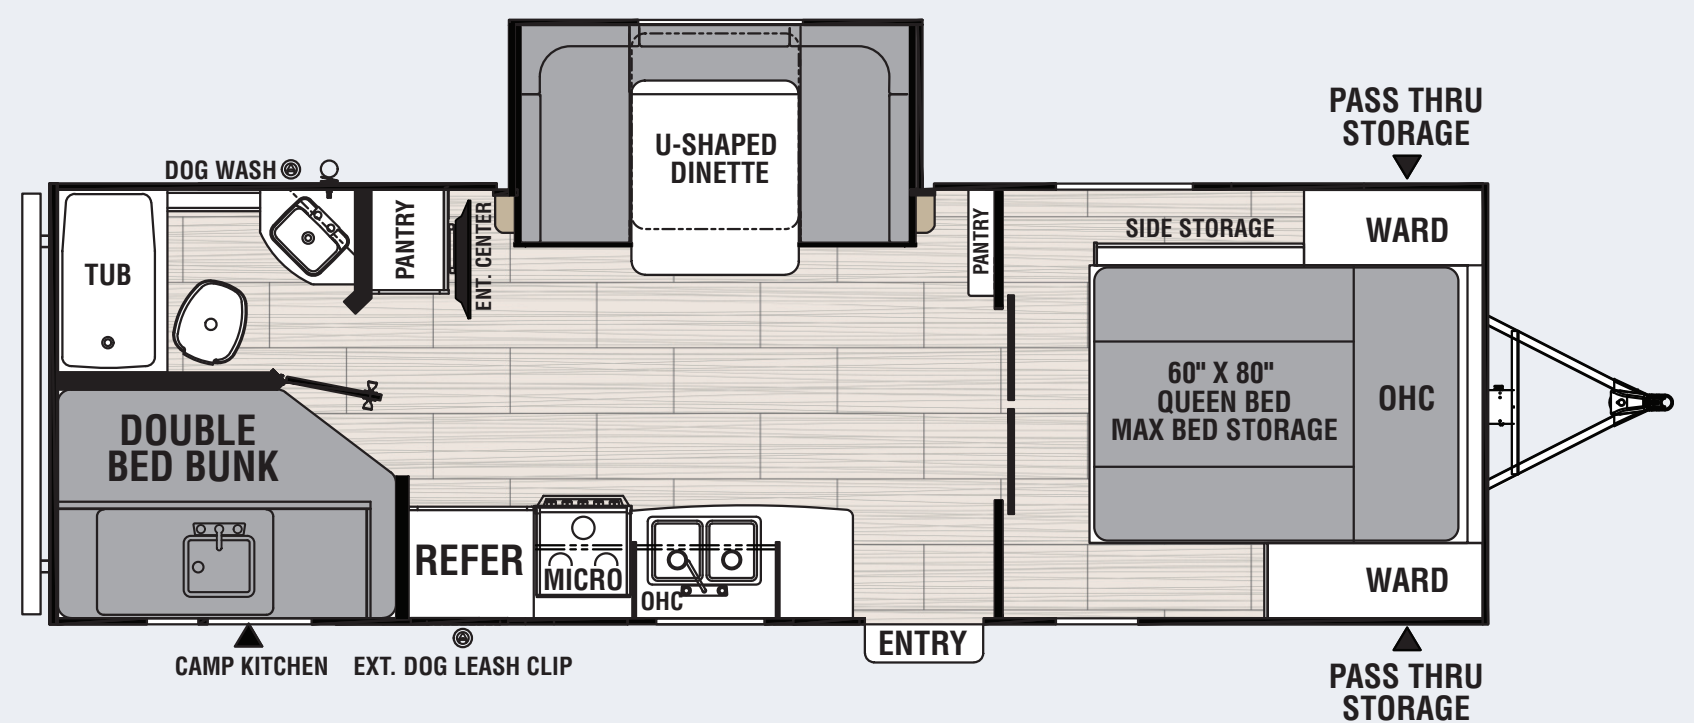 PASS THRU
STORAGE
DOG WASH
U-SHAPED
DINETTE
TUB
PANTRY
ENT. CENTER
PANTRY
SIDE STORAGE
WARD
60" X 80"
QUEEN BED
MAX BED STORAGE
OHC
DOUBLE
BED BUNK
REFER
MICRO
OHC
WARD
ENTRY
CAMP KITCHEN
EXT. DOG LEASH CLIP
PASS THRU
STORAGE